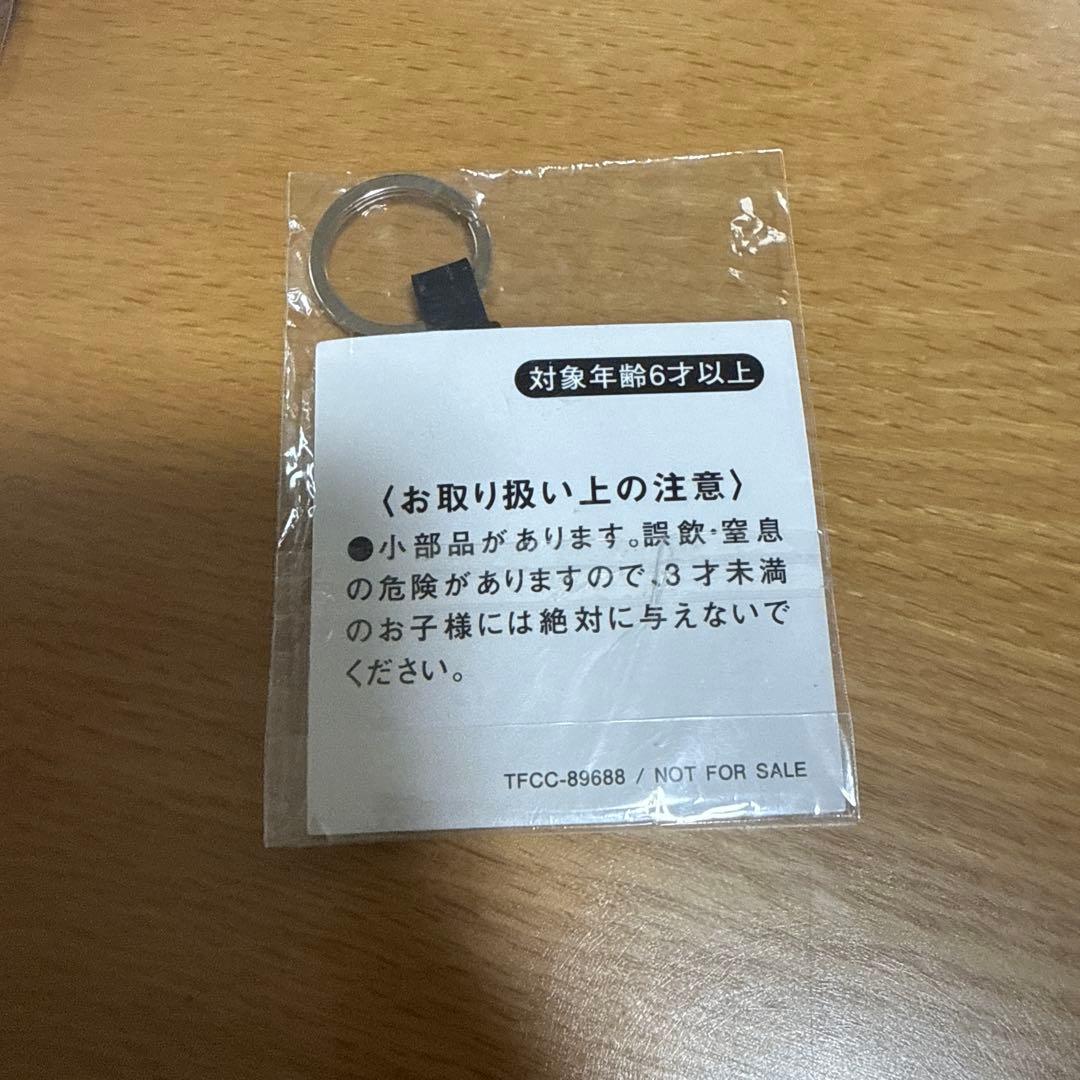 対象年齢6才以上
〈お取り扱い上の注意〉
●小部品があります。誤飲・窒息
の危険がありますので、3才未満
のお子様には絶対に与えないで
ください。
TFCC-89688 / NOT FOR SALE